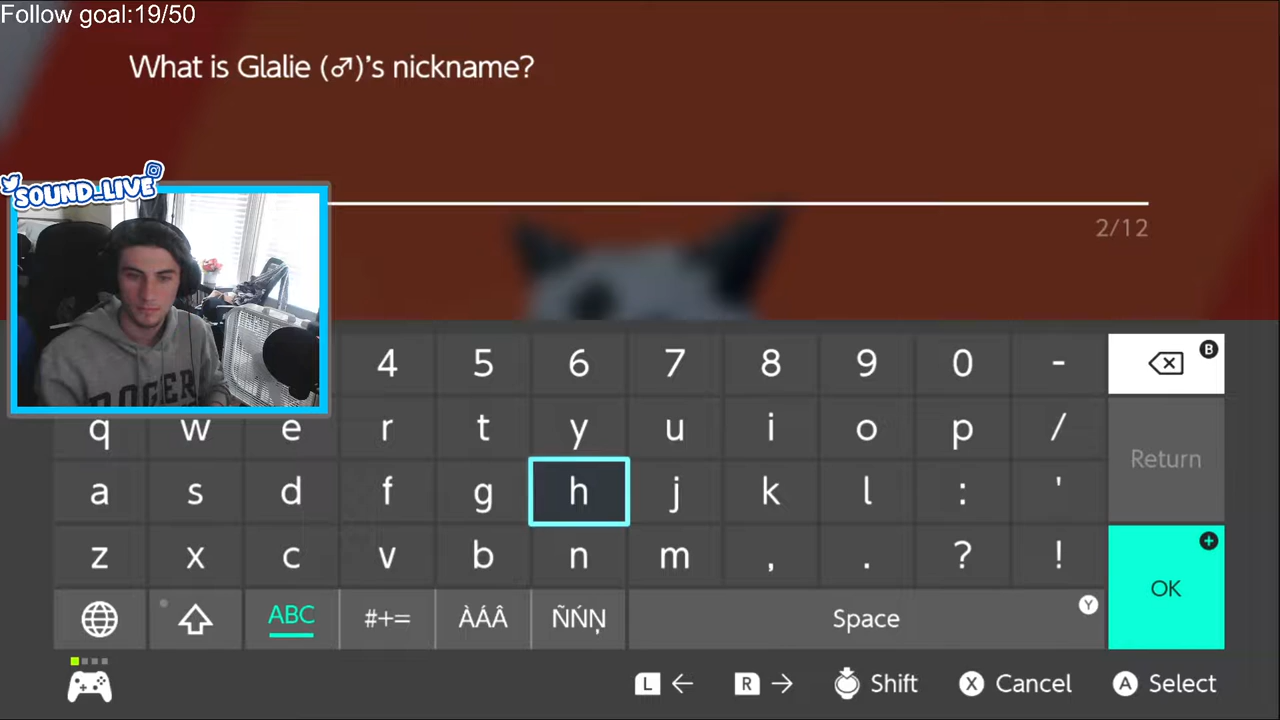 Follow goal:19/50
What is Glalie (♂)'s nickname?
SOUND_LIVE
2/12
4 5 6 7 8 9 0 - B
q w e r t y u i o p /
Return
a s d f g h j k l : '
z x c v b n m , . ? !
+
OK
ABC #+= ÀÁÂ ÑŃŅ Space Y
L ← R → Shift X Cancel A Select